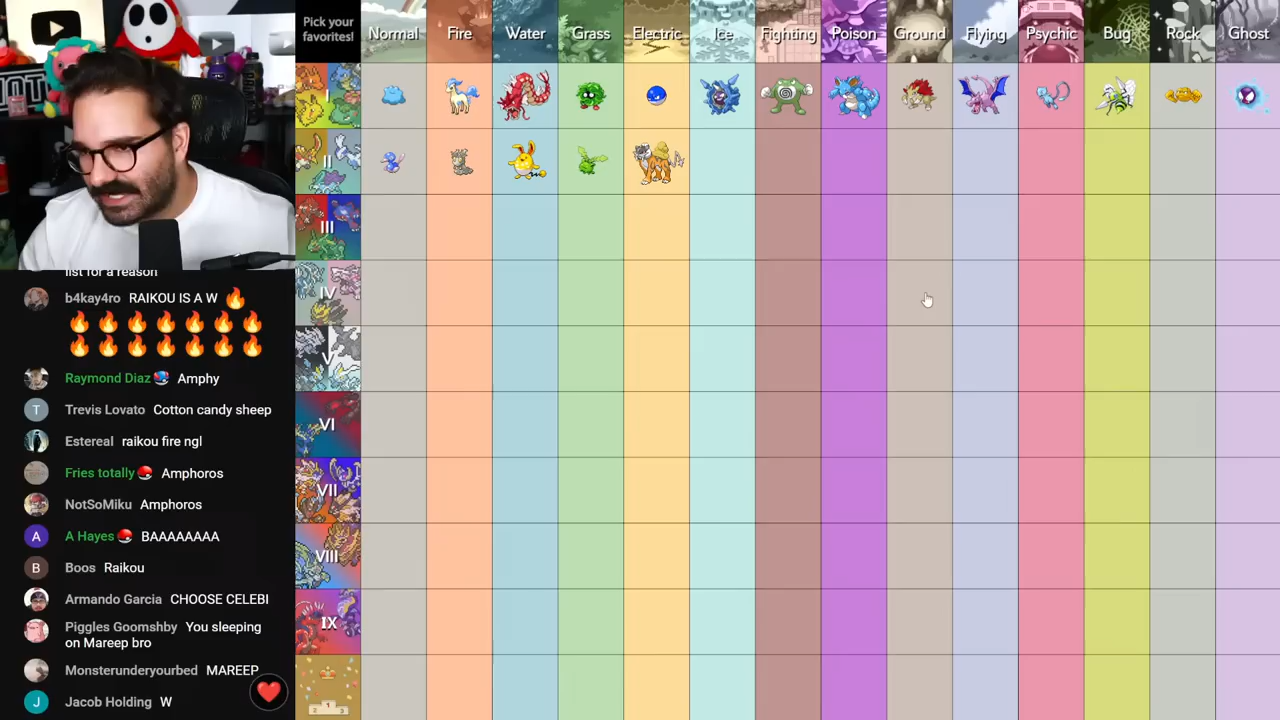 Pick your
favorites!
Normal
Fire
Water
Grass
Electric
Ice
Fighting
Poison
Ground
Flying
Psychic
Bug
Rock
Ghost
I
II
III
IV
V
VI
VII
VIII
IX
2 1 3
list for a reason
b4kay4ro RAIKOU IS A W
Raymond Diaz Amphy
Trevis Lovato Cotton candy sheep
Estereal raikou fire ngl
Fries totally Amphoros
NotSoMiku Amphoros
A A Hayes BAAAAAAAA
B Boos Raikou
Armando Garcia CHOOSE CELEBI
Piggles Goomshby You sleeping
on Mareep bro
Monsterunderyourbed MAREEP
J Jacob Holding W
T